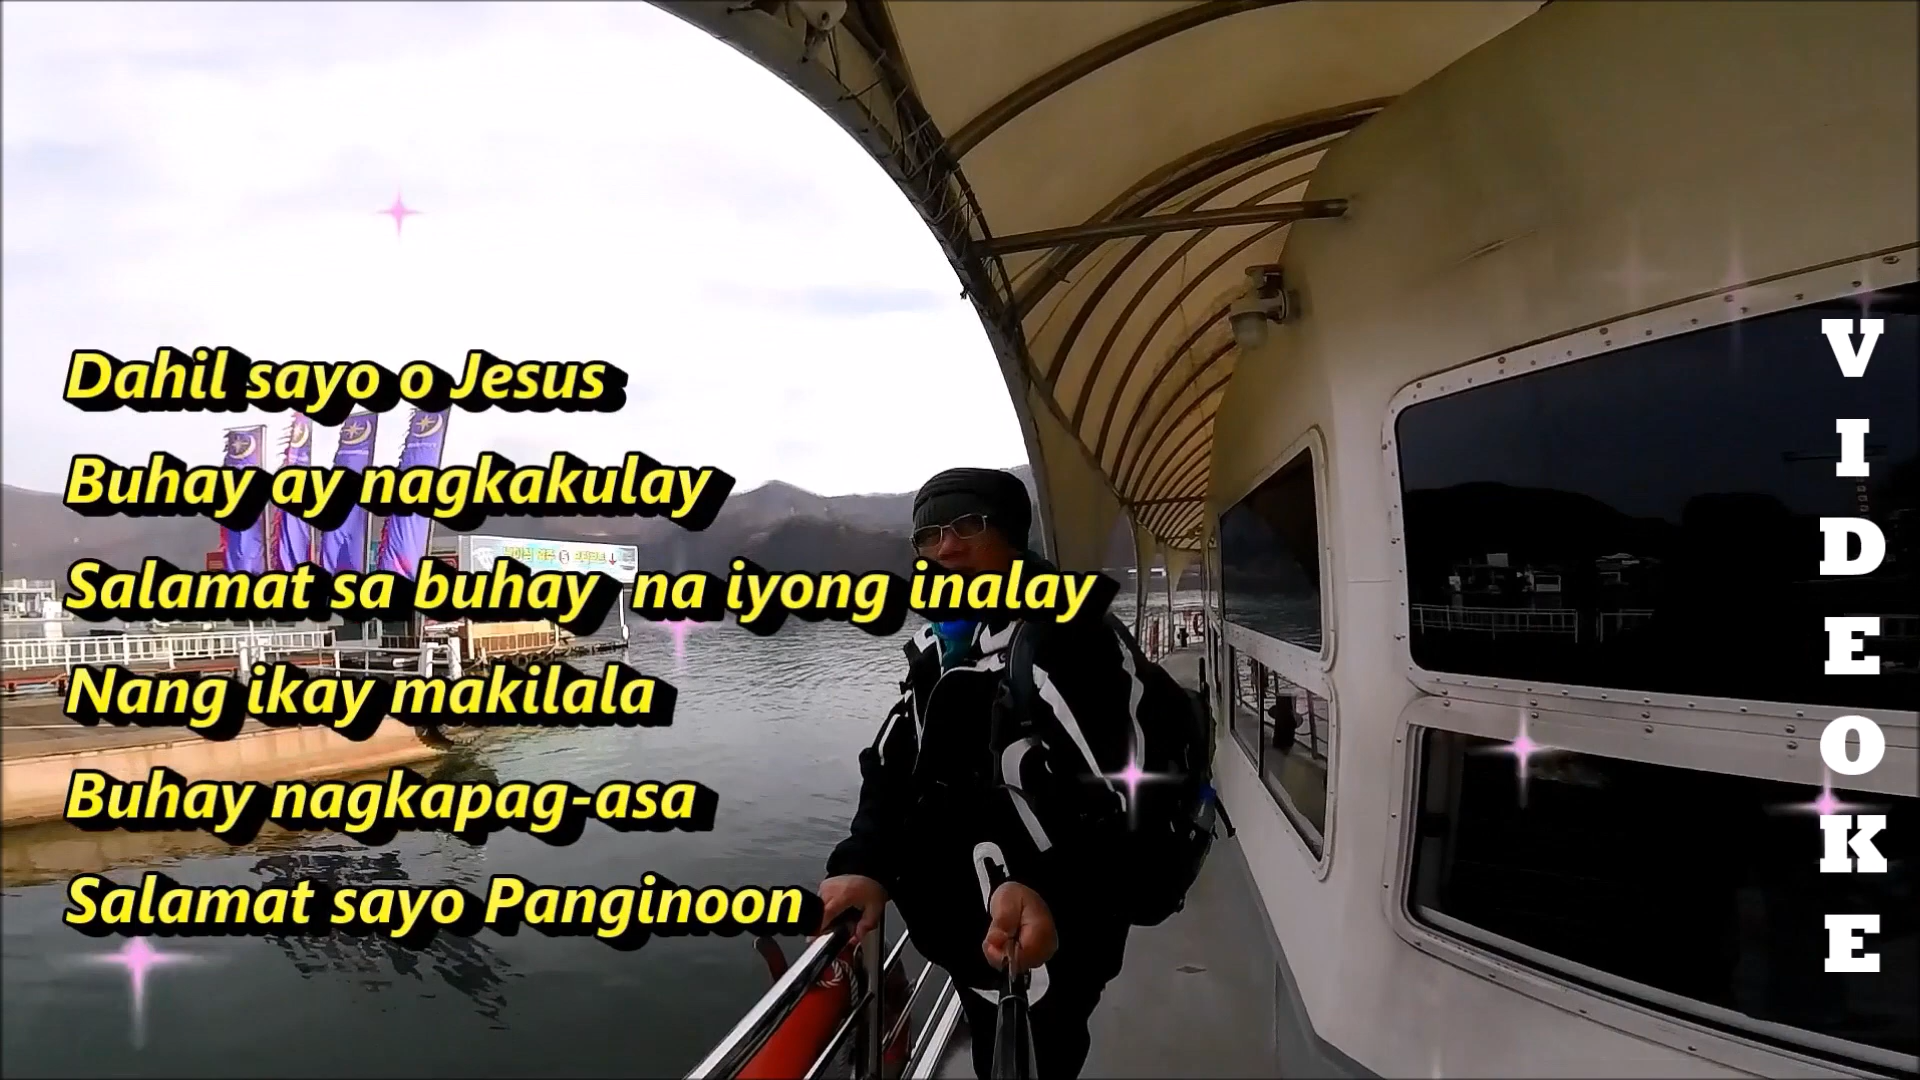 Dahil sayo o Jesus
Buhay ay nagkakulay
Salamat sa buhay na iyong inalay
Nang ikay makilala
Buhay nagkapag-asa
Salamat sayo Panginoon
VIDEOKE